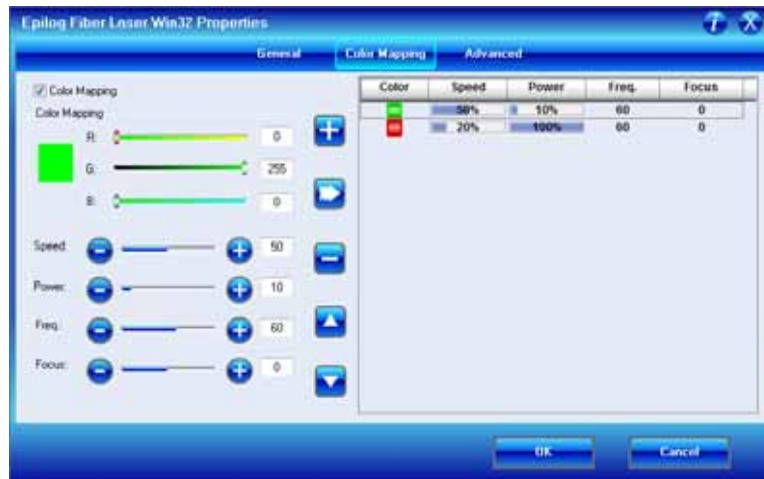 Epilog Fiber Laser Win32 Properties
General Color Mapping Advanced
Color Mapping
Color Mapping
R: 0
G: 255
B: 0
Speed: 50
Power: 10
Freq.: 60
Focus: 0
Color Speed Power Freq. Focus
50% 10% 60 0
20% 100% 60 0
OK Cancel